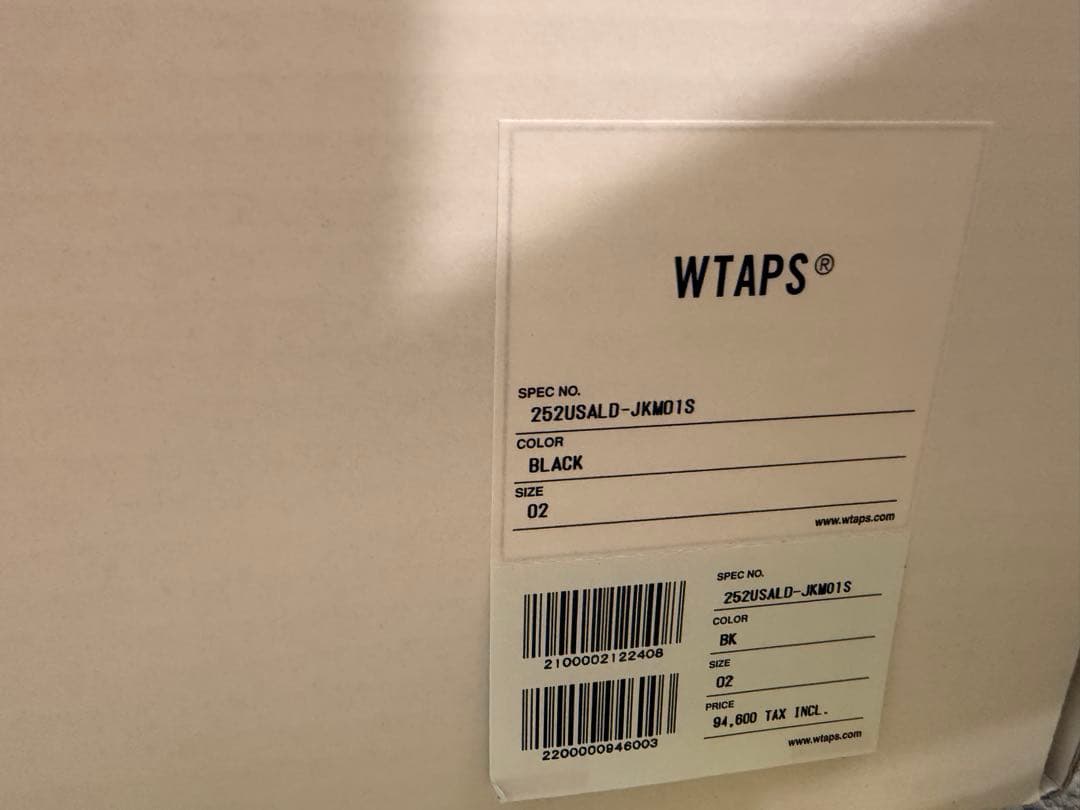 WTAPS®
SPEC NO.
252USALD-JKM01S
COLOR
BLACK
SIZE
02
www.wtaps.com
2100002122408
2200000946003
SPEC NO.
252USALD-JKM01S
COLOR
BK
SIZE
02
PRICE
94,600 TAX INCL.
www.wtaps.com